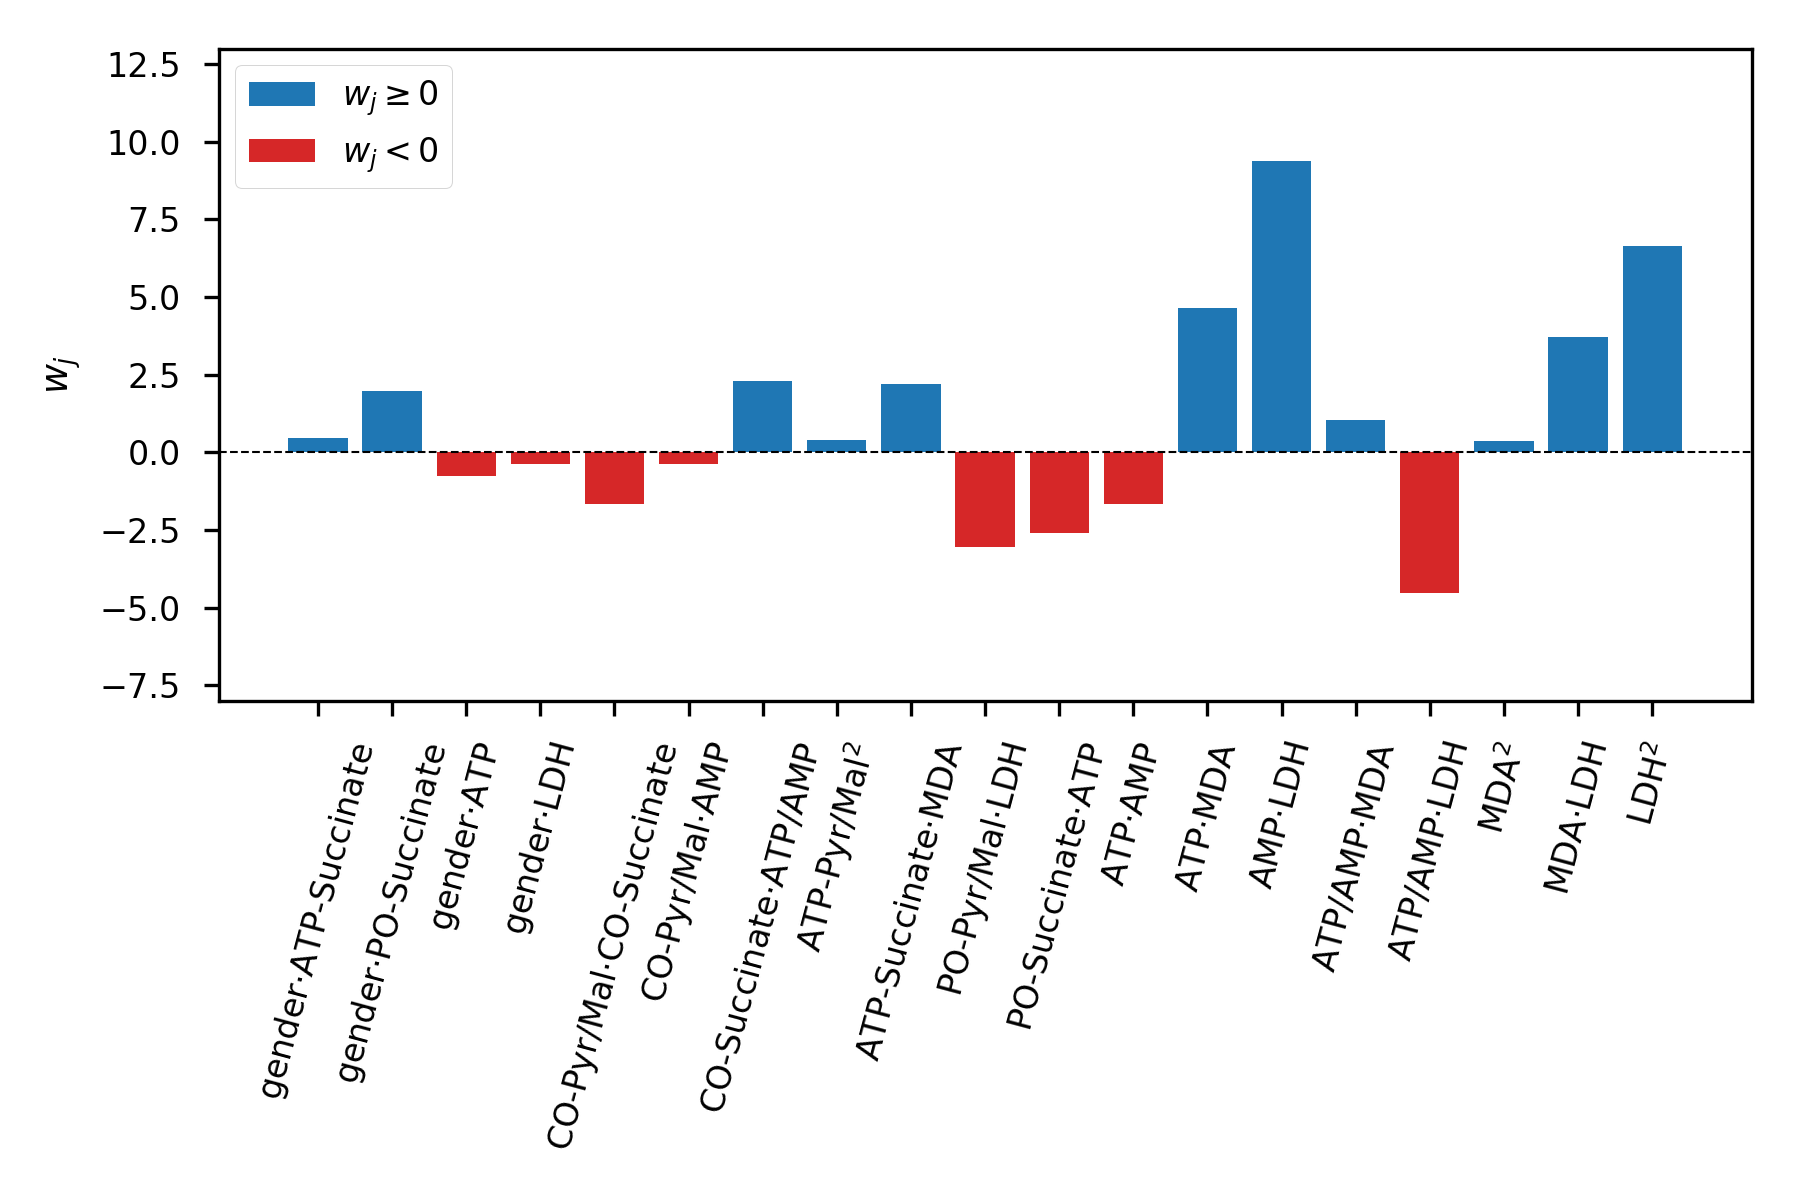 12.5
10.0
7.5
5.0
2.5
0.0
−2.5
−5.0
−7.5
w_j
w_j ≥ 0
w_j < 0
gender·ATP-Succinate
gender·PO-Succinate
gender·ATP
gender·LDH
CO-Pyr/Mal·CO-Succinate
CO-Pyr/Mal·AMP
CO-Succinate·ATP/AMP
ATP-Pyr/Mal²
ATP-Succinate·MDA
PO-Pyr/Mal·LDH
PO-Succinate·ATP
ATP·AMP
ATP·MDA
AMP·LDH
ATP/AMP·MDA
ATP/AMP·LDH
MDA²
MDA·LDH
LDH²